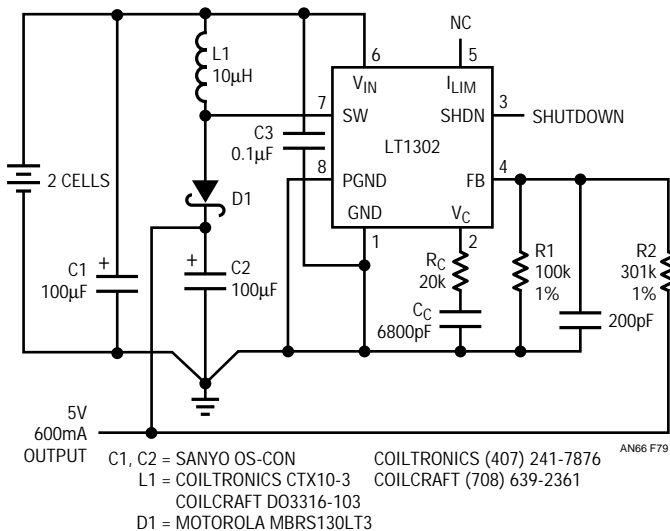 NC
L1
10µH
6
5
VIN
ILIM
7
SW
SHDN
3
SHUTDOWN
C3
0.1µF
LT1302
8
PGND
FB
4
2 CELLS
D1
GND
VC
1
2
C1
+
100µF
+
C2
100µF
RC
20k
CC
6800pF
R1
100k
1%
200pF
R2
301k
1%
5V
600mA
OUTPUT
AN66 F79
C1, C2 = SANYO OS-CON
L1 = COILTRONICS CTX10-3
COILCRAFT DO3316-103
D1 = MOTOROLA MBRS130LT3
COILTRONICS (407) 241-7876
COILCRAFT (708) 639-2361